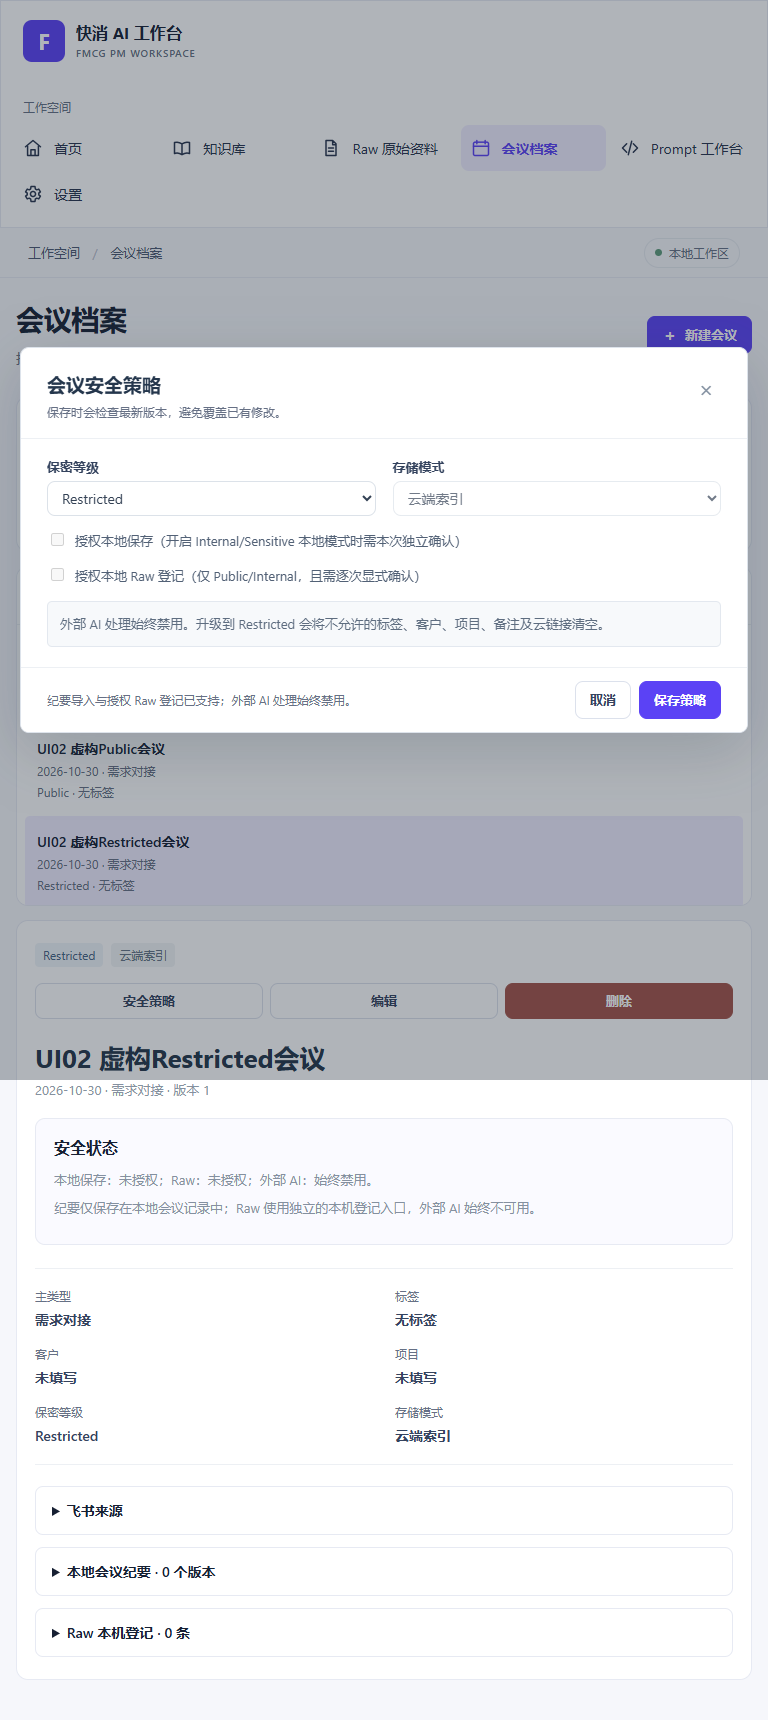 F
快消 AI 工作台
FMCG PM WORKSPACE
工作空间
首页
知识库
Raw 原始资料
会议档案
Prompt 工作台
设置
工作空间 / 会议档案
本地工作区
会议档案
+ 新建会议
会议安全策略
×
保存时会检查最新版本，避免覆盖已有修改。
保密等级
存储模式
Restricted
云端索引
授权本地保存（开启 Internal/Sensitive 本地模式时需本次独立确认）
授权本地 Raw 登记（仅 Public/Internal，且需逐次显式确认）
外部 AI 处理始终禁用。升级到 Restricted 会将不允许的标签、客户、项目、备注及云链接清空。
纪要导入与授权 Raw 登记已支持；外部 AI 处理始终禁用。
取消
保存策略
UI02 虚构Public会议
2026-10-30 · 需求对接
Public · 无标签
UI02 虚构Restricted会议
2026-10-30 · 需求对接
Restricted · 无标签
Restricted
云端索引
安全策略
编辑
删除
UI02 虚构Restricted会议
2026-10-30 · 需求对接 · 版本 1
安全状态
本地保存：未授权；Raw：未授权；外部 AI：始终禁用。
纪要仅保存在本地会议记录中；Raw 使用独立的本机登记入口，外部 AI 始终不可用。
主类型
标签
需求对接
无标签
客户
项目
未填写
未填写
保密等级
存储模式
Restricted
云端索引
▶ 飞书来源
▶ 本地会议纪要 · 0 个版本
▶ Raw 本机登记 · 0 条